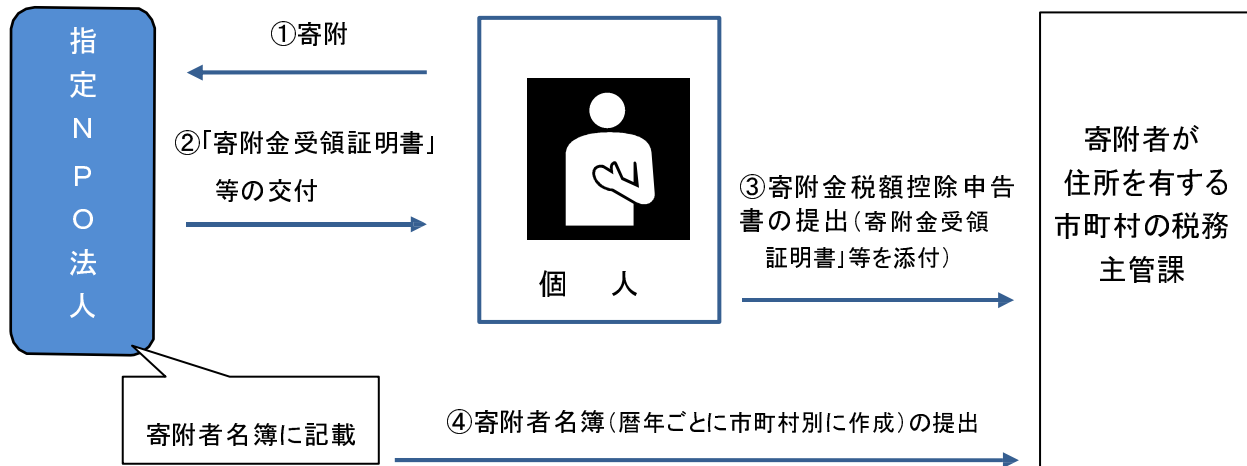 指定NPO法人
①寄附
②「寄附金受領証明書」
等の交付
個 人
③寄附金税額控除申告
書の提出(寄附金受領
証明書」等を添付)
寄附者が
住所を有する
市町村の税務
主管課
寄附者名簿に記載
④寄附者名簿(暦年ごとに市町村別に作成)の提出